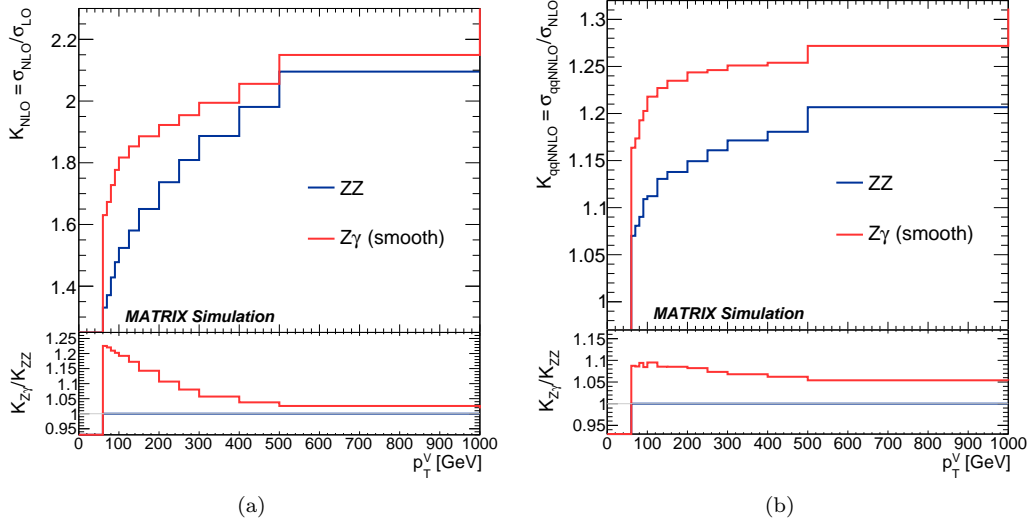 K_NLO = σ_NLO/σ_LO
2.2
2
1.8
1.6
1.4
ZZ
Zγ (smooth)
MATRIX Simulation
K_Zγ/K_ZZ
1.25
1.2
1.15
1.1
1.05
1
0.95
0 100 200 300 400 500 600 700 800 900 1000
p_T^V [GeV]
(a)
K_qqNNLO = σ_qqNNLO/σ_NLO
1.3
1.25
1.2
1.15
1.1
1.05
1
ZZ
Zγ (smooth)
MATRIX Simulation
K_Zγ/K_ZZ
1.15
1.1
1.05
1
0.95
0 100 200 300 400 500 600 700 800 900 1000
p_T^V [GeV]
(b)